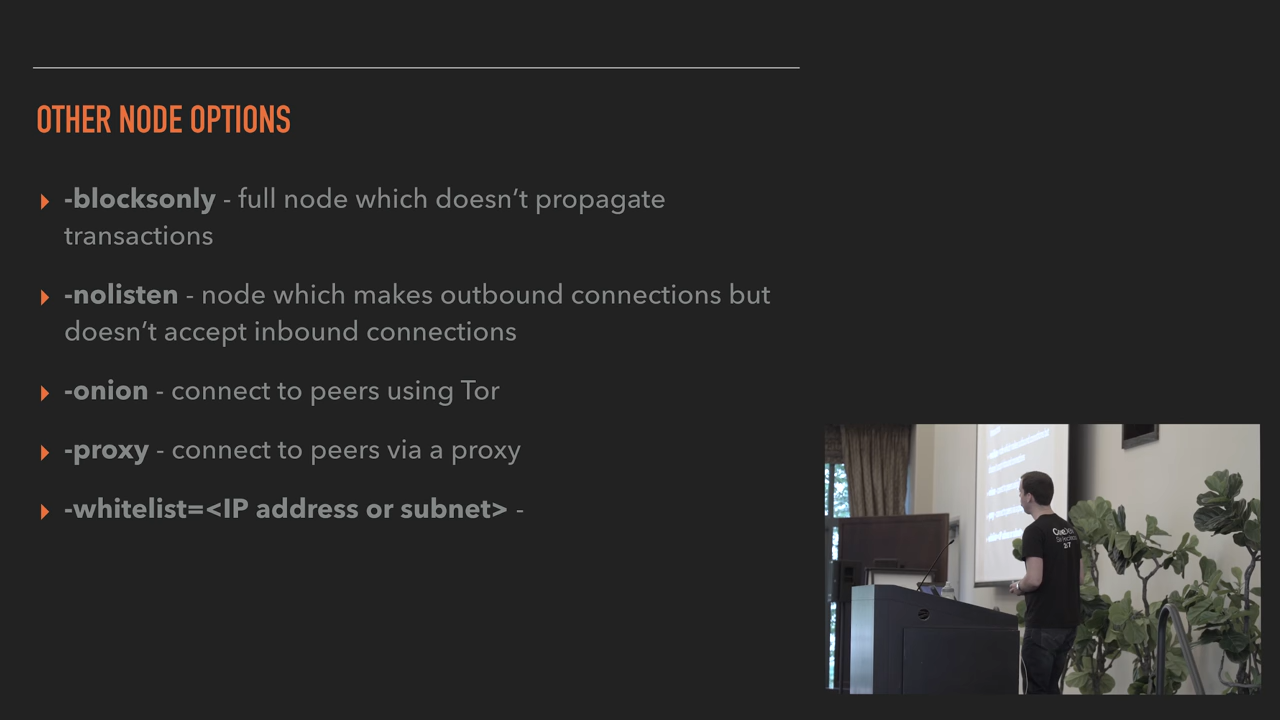 OTHER NODE OPTIONS
-blocksonly - full node which doesn’t propagate
transactions
-nolisten - node which makes outbound connections but
doesn’t accept inbound connections
-onion - connect to peers using Tor
-proxy - connect to peers via a proxy
-whitelist=<IP address or subnet> -